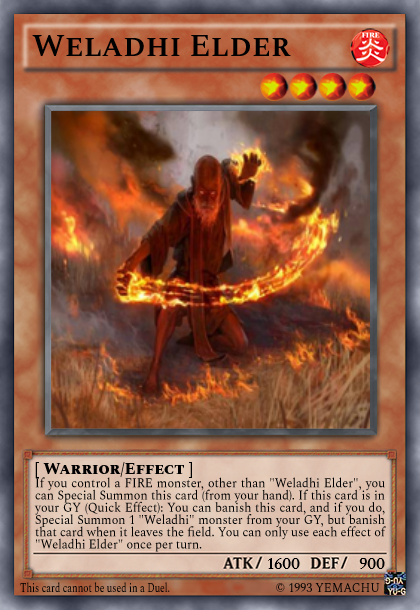 Weladhi Elder
FIRE
炎
[ Warrior/Effect ]
If you control a FIRE monster, other than "Weladhi Elder", you
can Special Summon this card (from your hand). If this card is in
your GY (Quick Effect): You can banish this card, and if you do,
Special Summon 1 "Weladhi" monster from your GY, but banish
that card when it leaves the field. You can only use each effect of
"Weladhi Elder" once per turn.
ATK/ 1600 DEF/ 900
This card cannot be used in a Duel. © 1993 YEMACHU